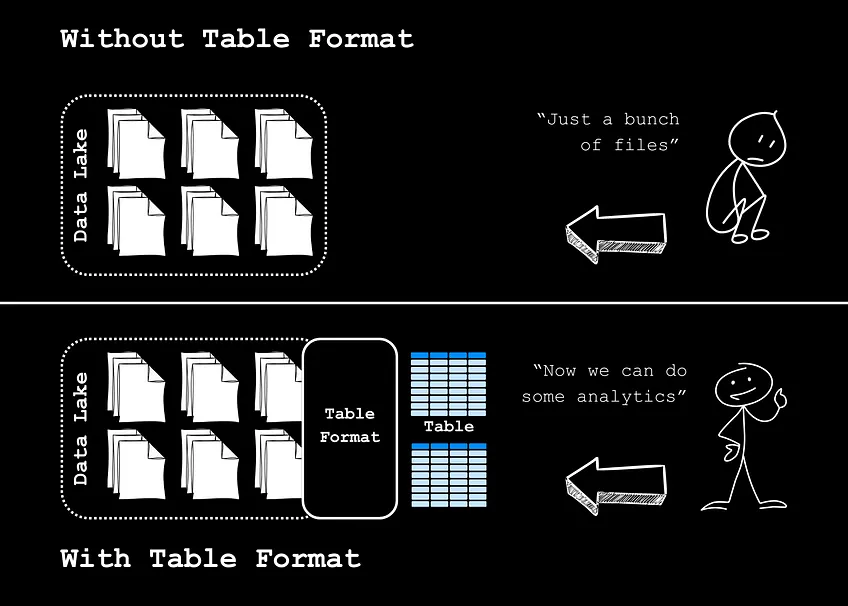 Without Table Format
Data Lake
“Just a bunch
of files”
Data Lake
Table
Format
Table
“Now we can do
some analytics”
With Table Format